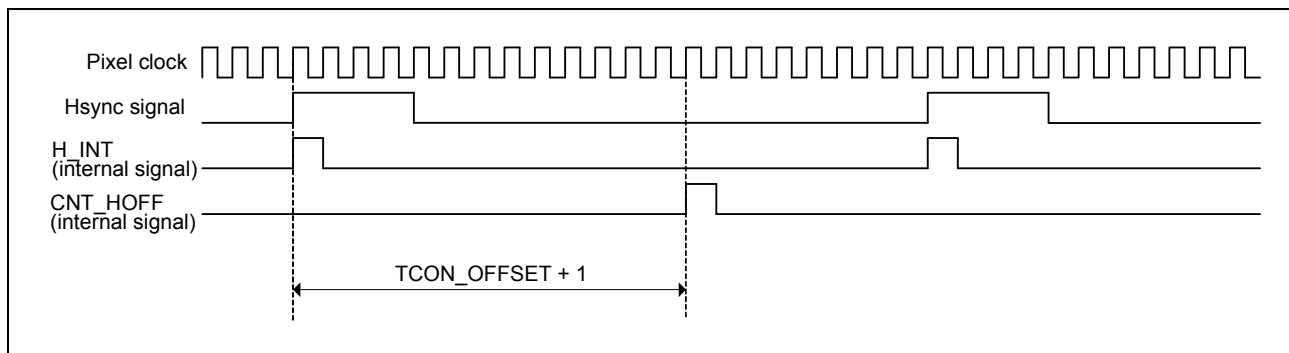 Pixel clock
Hsync signal
H_INT
(internal signal)
CNT_HOFF
(internal signal)
TCON_OFFSET + 1